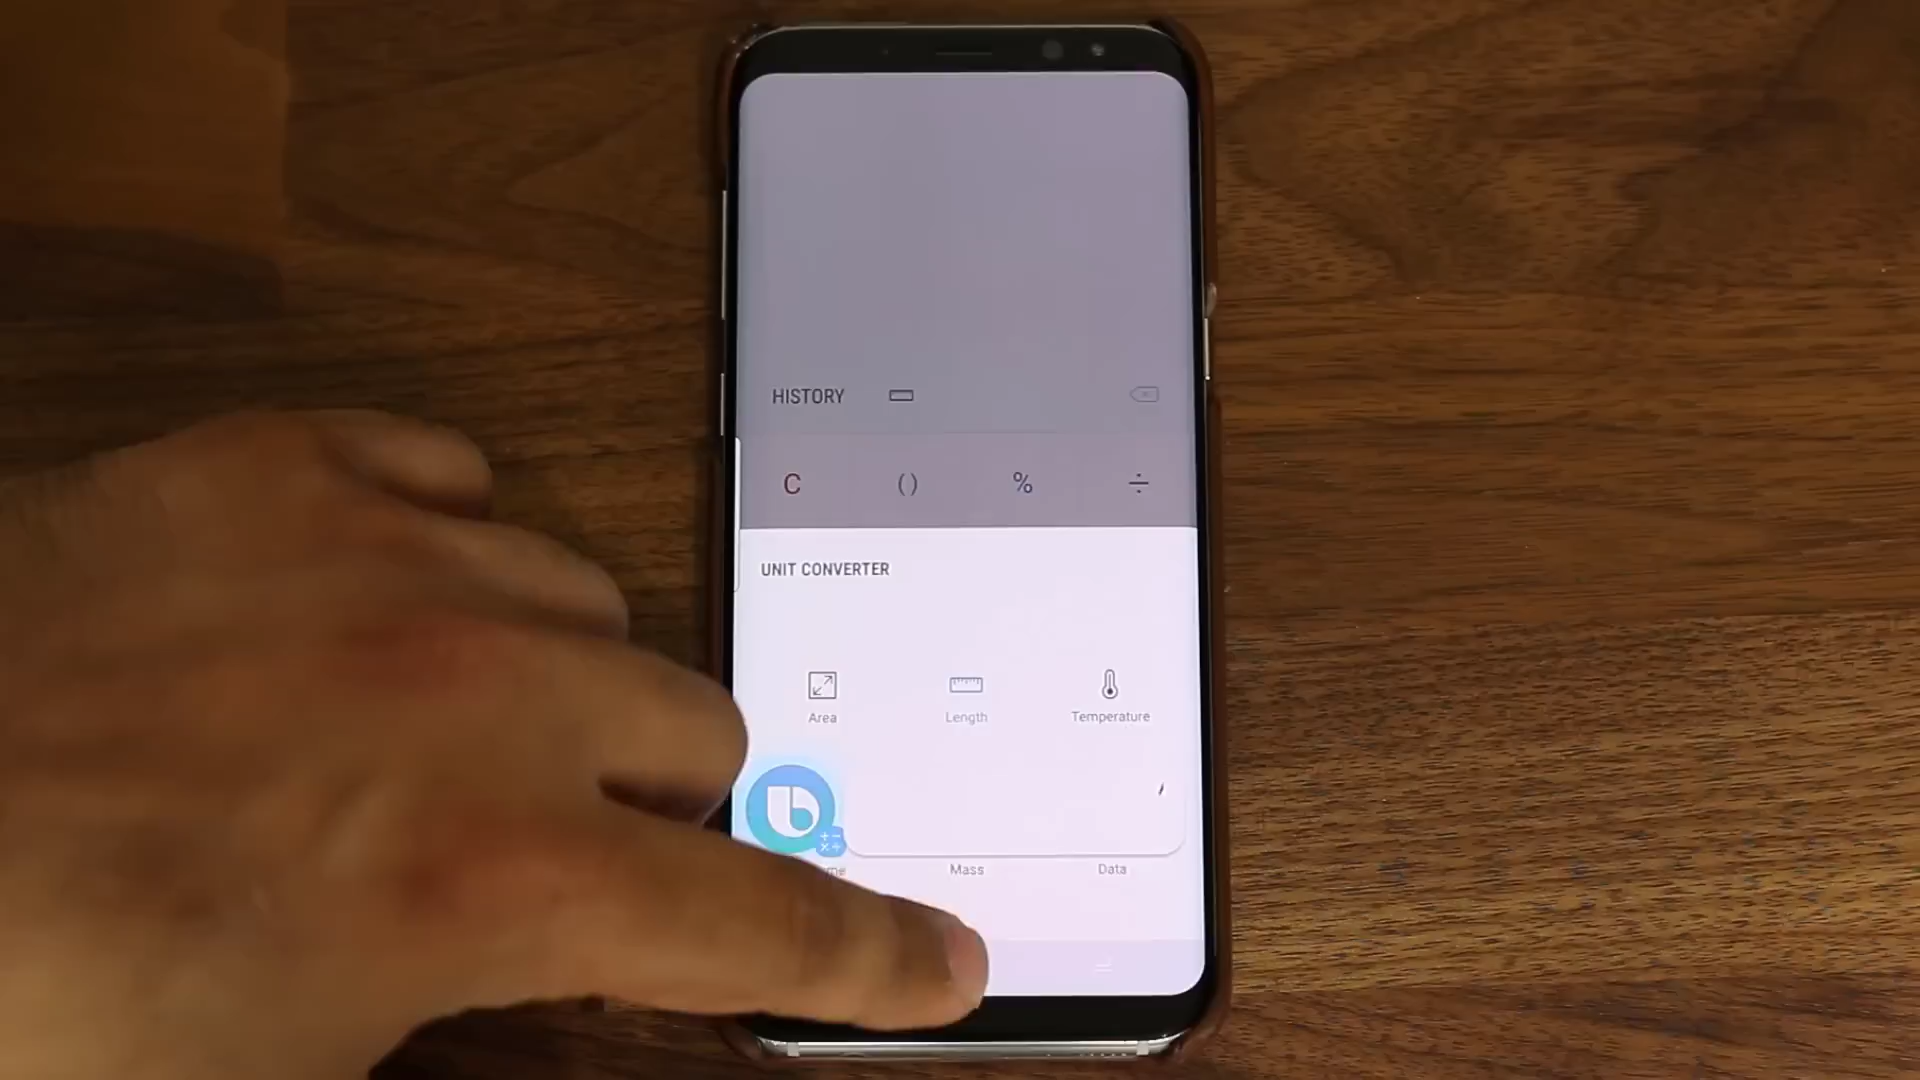 HISTORY
C () % ÷
UNIT CONVERTER
Area Length Temperature
Mass Data